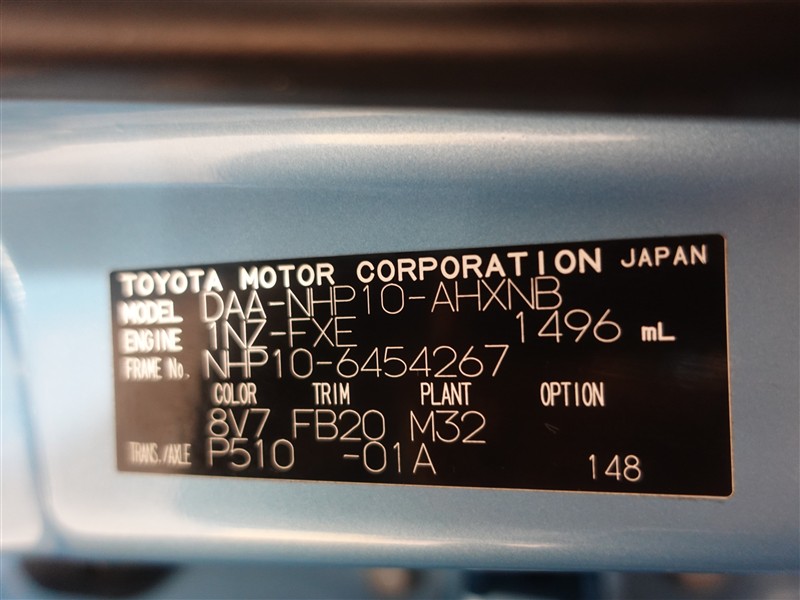 TOYOTA MOTOR CORPORATION JAPAN
MODEL DAA-NHP10-AHXNB
ENGINE 1NZ-FXE 1496 mL
FRAME No. NHP10-6454267
COLOR TRIM PLANT OPTION
8V7 FB20 M32
TRANS./AXLE P510 -01A 148